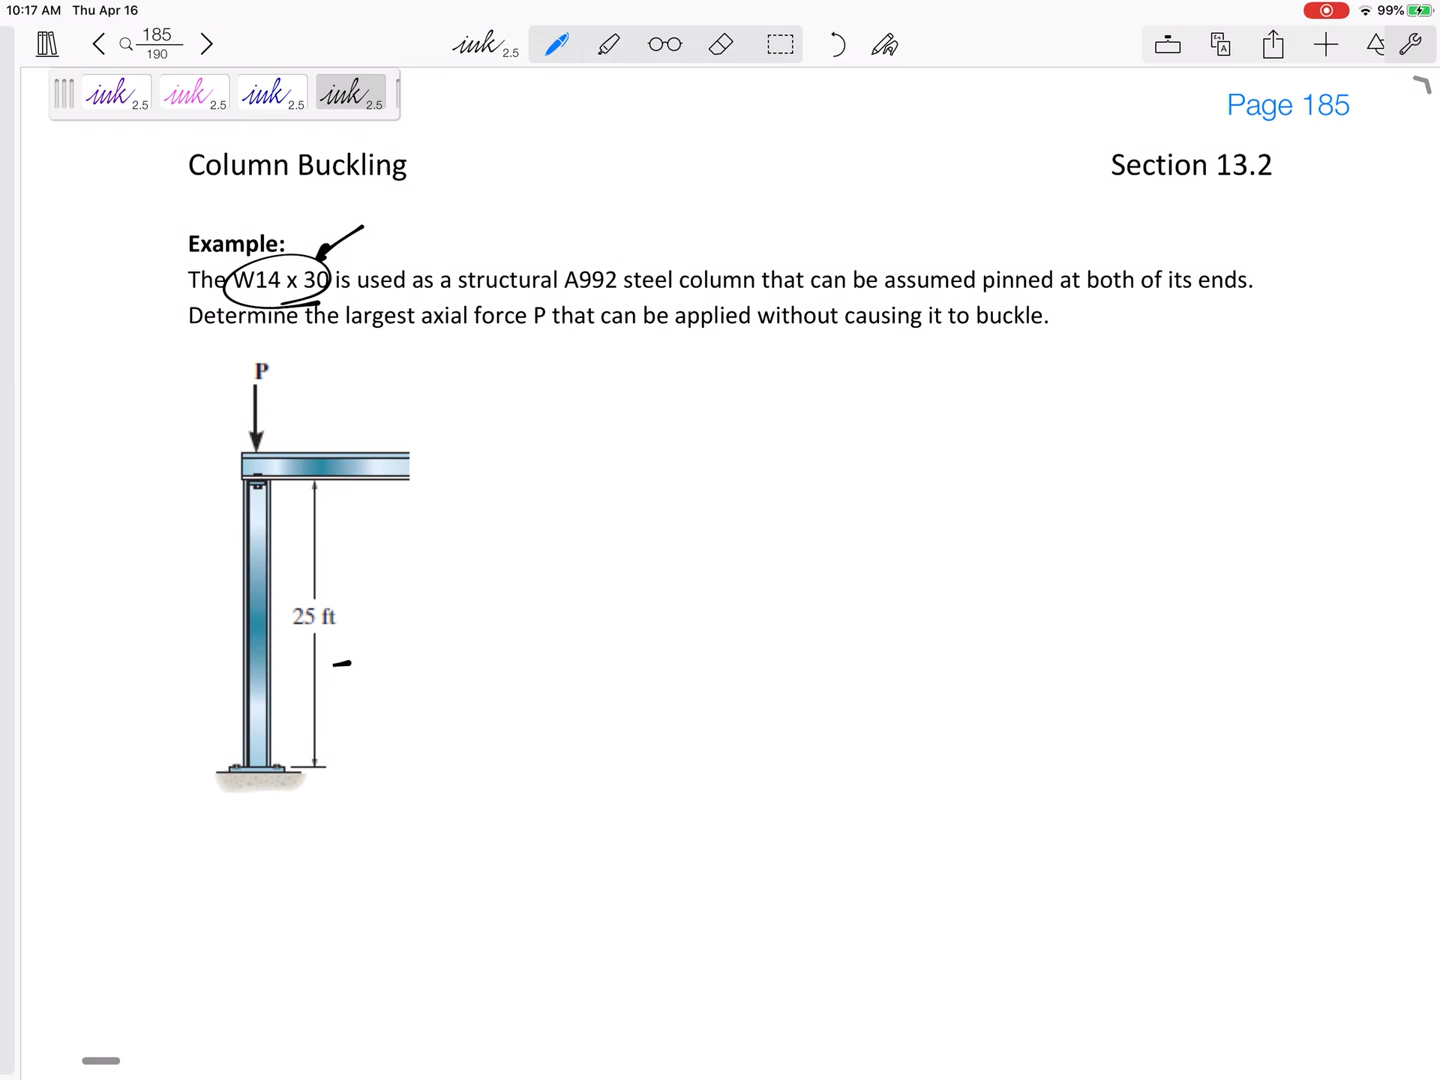 10:17 AM Thu Apr 16
99%
185
190
ink 2.5
ink 2.5
ink 2.5
ink 2.5
ink 2.5
Page 185
Column Buckling
Section 13.2
Example:
The W14 x 30 is used as a structural A992 steel column that can be assumed pinned at both of its ends.
Determine the largest axial force P that can be applied without causing it to buckle.
P
25 ft